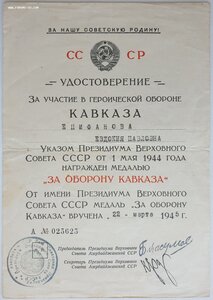 ЗА НАШУ СОВЕТСКУЮ РОДИНУ!
СС СР
УДОСТОВЕРЕНИЕ
ЗА УЧАСТИЕ В ГЕРОИЧЕСКОЙ ОБОРОНЕ
КАВКАЗА
ЕПИФАНОВА
ЕВДОКИЯ ПАВЛОВНА
УКАЗОМ ПРЕЗИДИУМА ВЕРХОВНОГО
СОВЕТА СССР ОТ 1 МАЯ 1944 ГОДА
НАГРАЖДЕН МЕДАЛЬЮ
„ЗА ОБОРОНУ КАВКАЗА“
ОТ ИМЕНИ ПРЕЗИДИУМА ВЕРХОВНОГО
СОВЕТА СССР МЕДАЛЬ „ЗА ОБОРОНУ
КАВКАЗА“ ВРУЧЕНА „22“ марта 1945 г.
А № 025625
Председатель Президиума Верховного
Совета Азербайджанской ССР
Секретарь Президиума Верховного
Совета Азербайджанской ССР